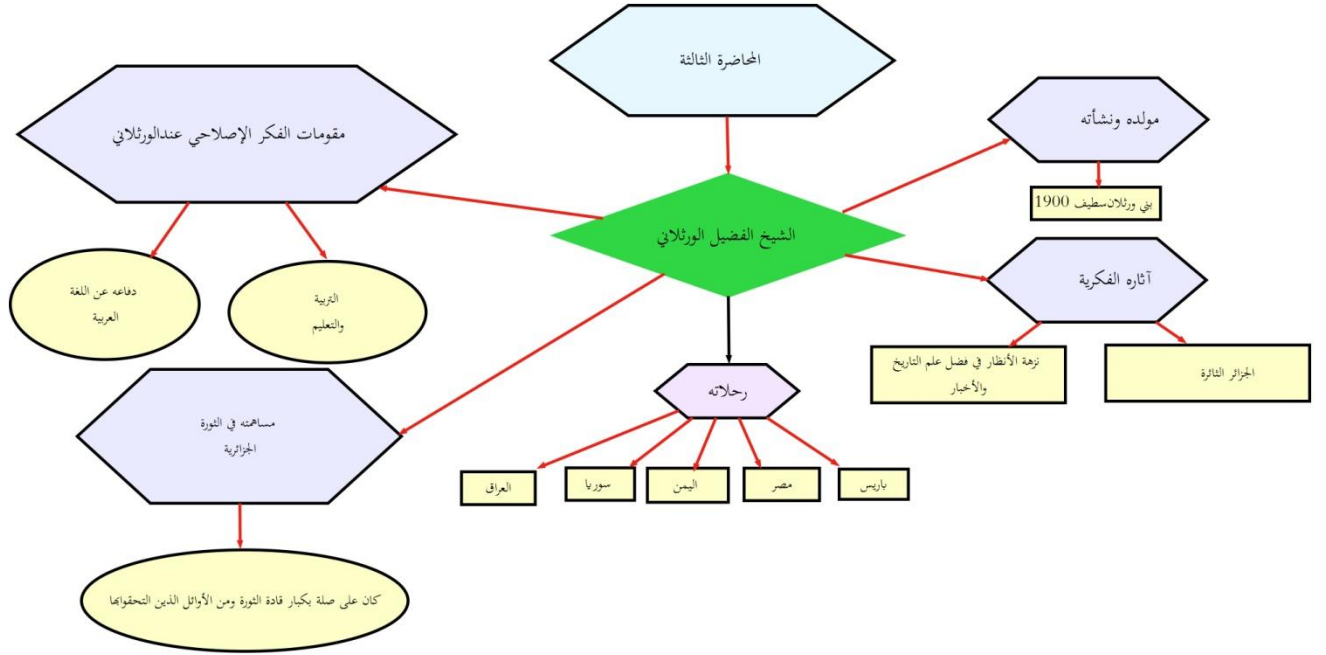 المحاضرة الثالثة
مولده ونشأته
مقومات الفكر الإصلاحي عندالورثلاني
بني ورثلان سطيف 1900
الشيخ الفضيل الورثلاني
آثاره الفكرية
دفاعه عن اللغة
العربية
التربية
والتعليم
نزهة الأنظار في فضل علم التاريخ
والأخبار
الجزائر الثائرة
رحلاته
مساهمته في الثورة
الجزائرية
العراق
سوريا
اليمن
مصر
باريس
كان على صلة بكبار قادة الثورة ومن الأوائل الذين التحقوابها